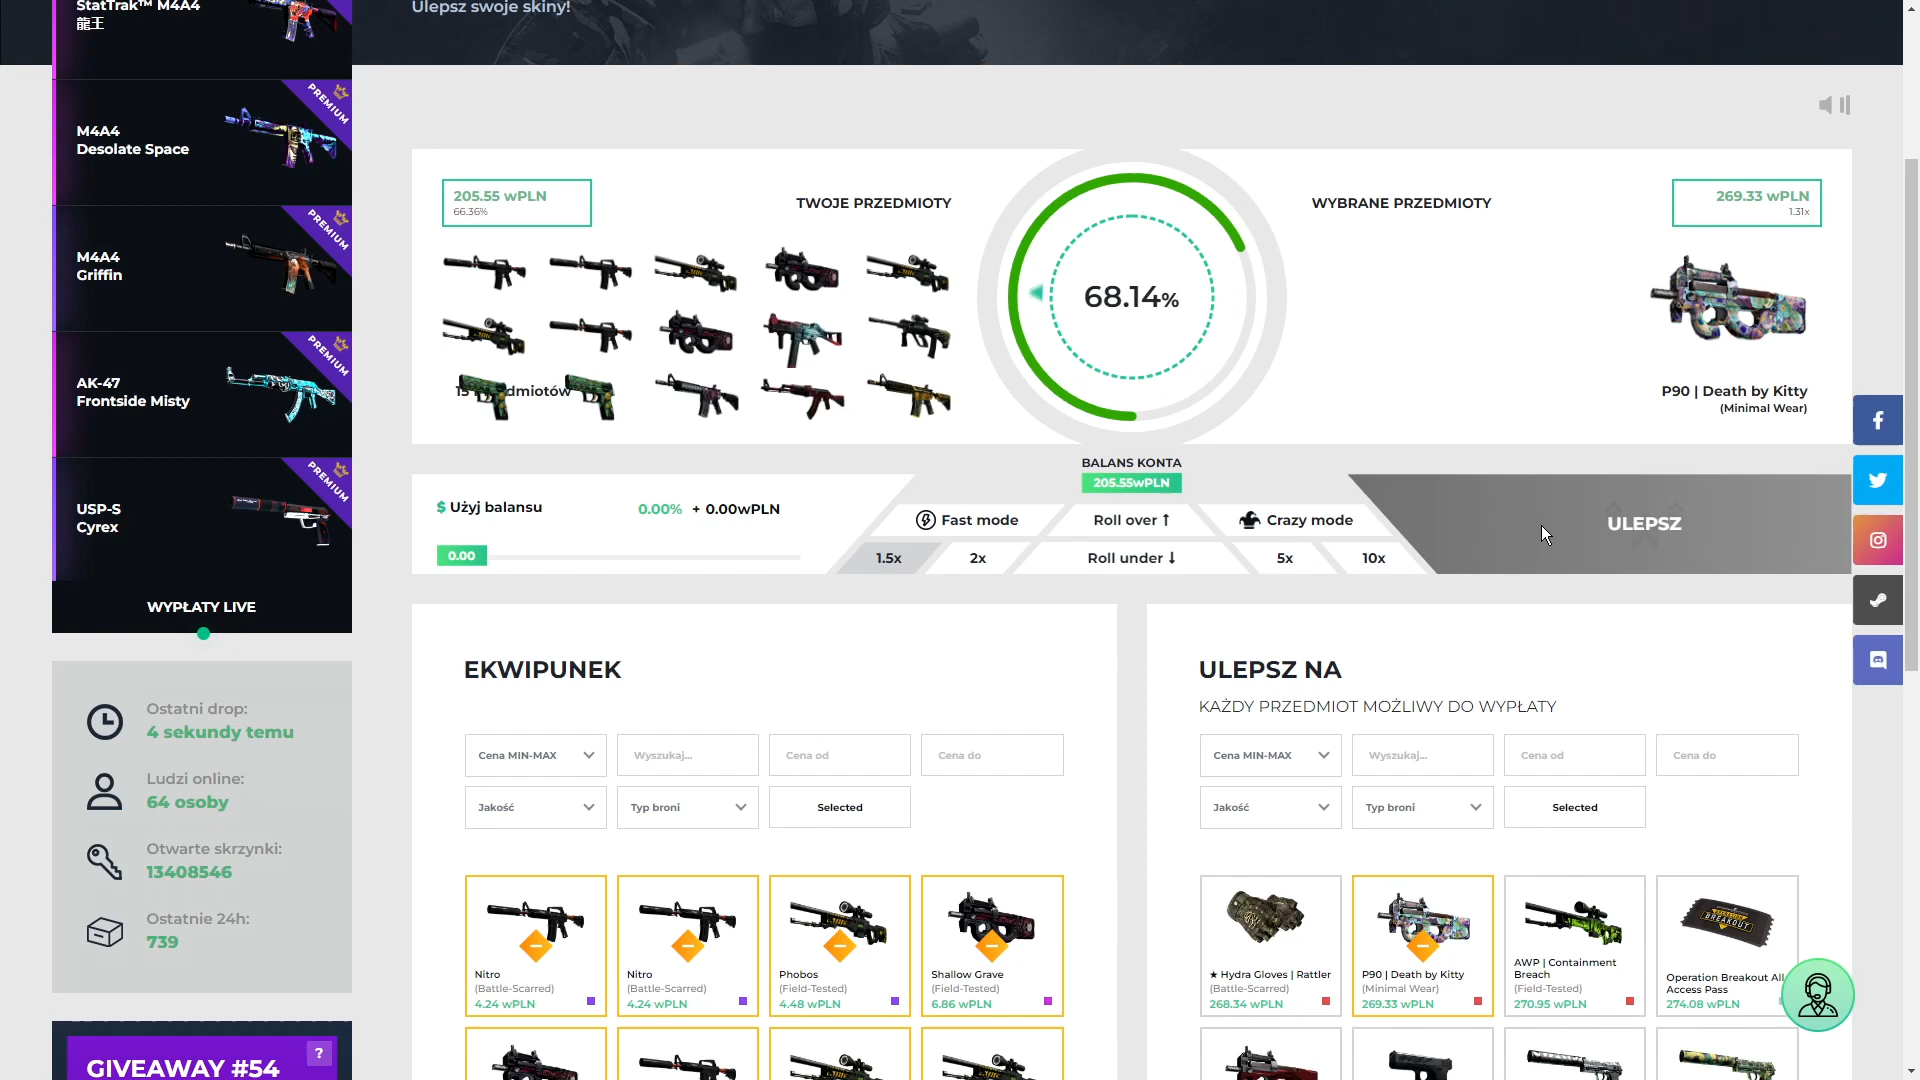 StatTrak™ M4A4
龍王
Ulepsz swoje skiny!
PREMIUM
M4A4
Desolate Space
PREMIUM
M4A4
Griffin
PREMIUM
AK-47
Frontside Misty
PREMIUM
USP-S
Cyrex
WYPŁATY LIVE
Ostatni drop:
4 sekundy temu
Ludzi online:
64 osoby
Otwarte skrzynki:
13408546
Ostatnie 24h:
739
GIVEAWAY #54
?
205.55 wPLN
66.36%
TWOJE PRZEDMIOTY
68.14%
WYBRANE PRZEDMIOTY
269.33 wPLN
1.31x
P90 | Death by Kitty
(Minimal Wear)
BALANS KONTA
205.55wPLN
$ Użyj balansu
0.00% + 0.00wPLN
0.00
Fast mode
Roll over ↑
Crazy mode
1.5x
2x
Roll under ↓
5x
10x
ULEPSZ
EKWIPUNEK
Cena MIN-MAX
Wyszukaj...
Cena od
Cena do
Jakość
Typ broni
Selected
Nitro
(Battle-Scarred)
4.24 wPLN
Nitro
(Battle-Scarred)
4.24 wPLN
Phobos
(Field-Tested)
4.48 wPLN
Shallow Grave
(Field-Tested)
6.86 wPLN
ULEPSZ NA
KAŻDY PRZEDMIOT MOŻLIWY DO WYPŁATY
Cena MIN-MAX
Wyszukaj...
Cena od
Cena do
Jakość
Typ broni
Selected
★ Hydra Gloves | Rattler
(Battle-Scarred)
268.34 wPLN
P90 | Death by Kitty
(Minimal Wear)
269.33 wPLN
AWP | Containment
Breach
(Field-Tested)
270.95 wPLN
Operation Breakout All
Access Pass
274.08 wPLN